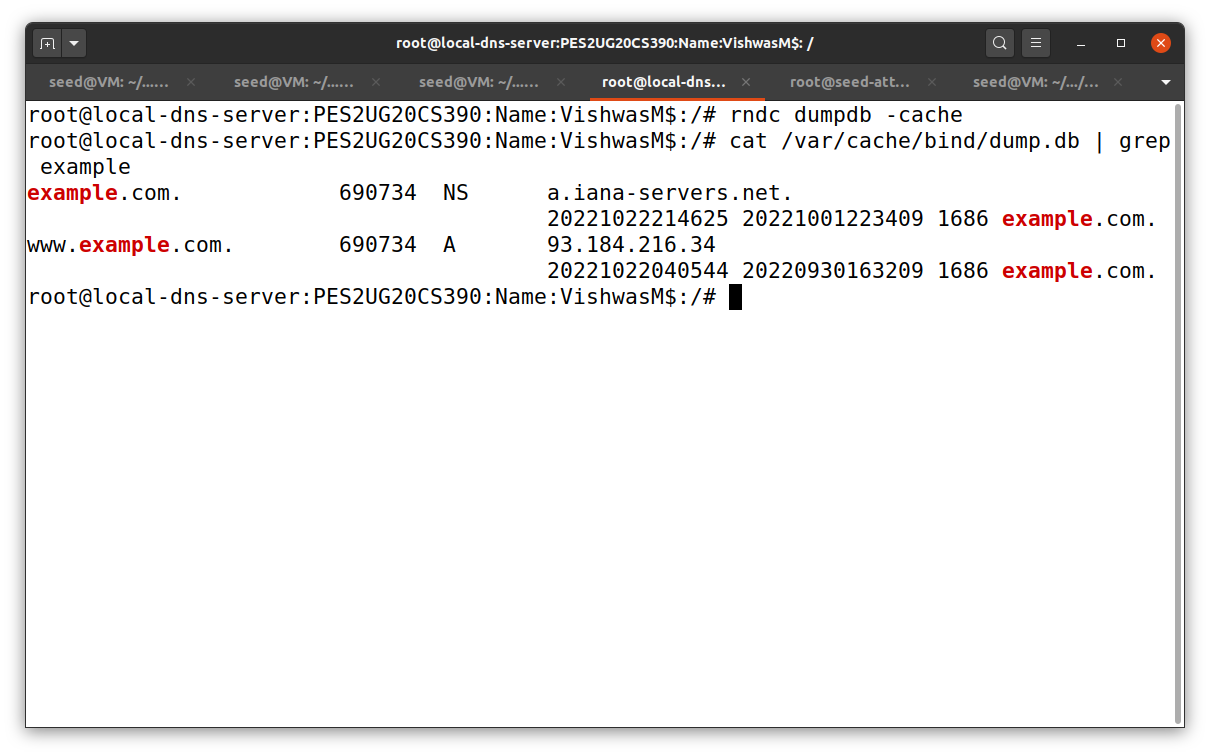 root@local-dns-server:PES2UG20CS390:Name:VishwasM$: /
seed@VM: ~/...... seed@VM: ~/...... seed@VM: ~/...... root@local-dns... root@seed-att... seed@VM: ~/.../...
root@local-dns-server:PES2UG20CS390:Name:VishwasM$:/# rndc dumpdb -cache
root@local-dns-server:PES2UG20CS390:Name:VishwasM$:/# cat /var/cache/bind/dump.db | grep
example
example.com. 690734 NS a.iana-servers.net.
20221022214625 20221001223409 1686 example.com.
www.example.com. 690734 A 93.184.216.34
20221022040544 20220930163209 1686 example.com.
root@local-dns-server:PES2UG20CS390:Name:VishwasM$:/#